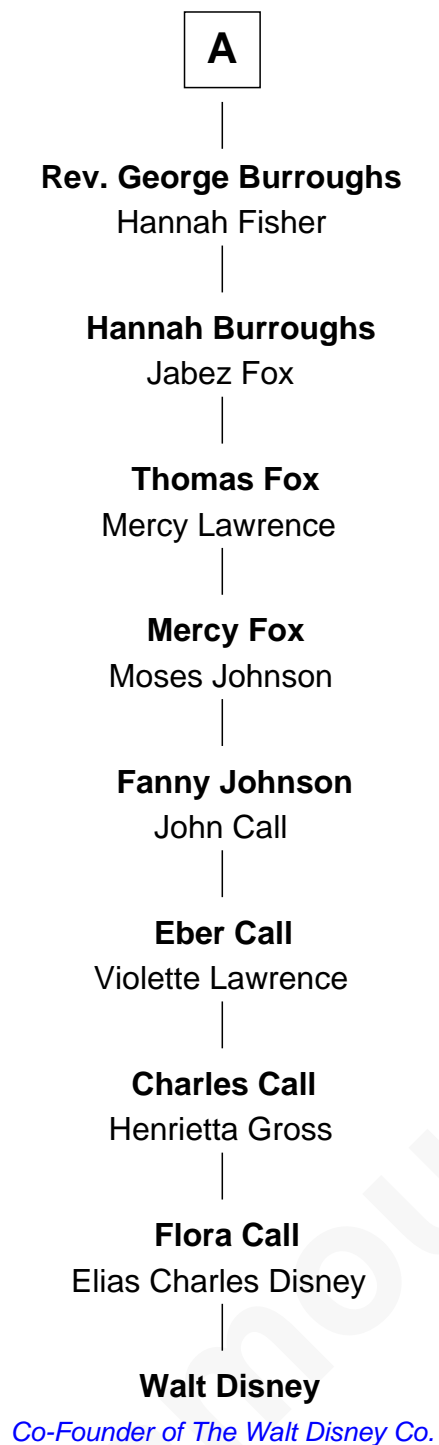 A
Rev. George Burroughs
Hannah Fisher
Hannah Burroughs
Jabez Fox
Thomas Fox
Mercy Lawrence
Mercy Fox
Moses Johnson
Fanny Johnson
John Call
Eber Call
Violette Lawrence
Charles Call
Henrietta Gross
Flora Call
Elias Charles Disney
Walt Disney
Co-Founder of The Walt Disney Co.